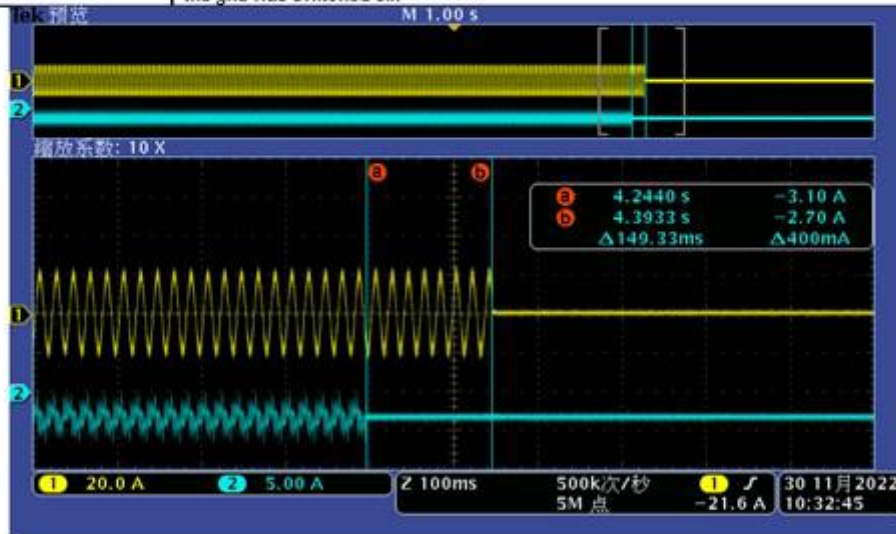 Tek 预览 M 1.00 s
1
2
缩放系数: 10 X
a b
a 4.2440 s −3.10 A
b 4.3933 s −2.70 A
Δ149.33ms Δ400mA
1
2
1 20.0 A 2 5.00 A Z 100ms 500k次/秒 1 30 11月 2022
5M 点 −21.6 A 10:32:45